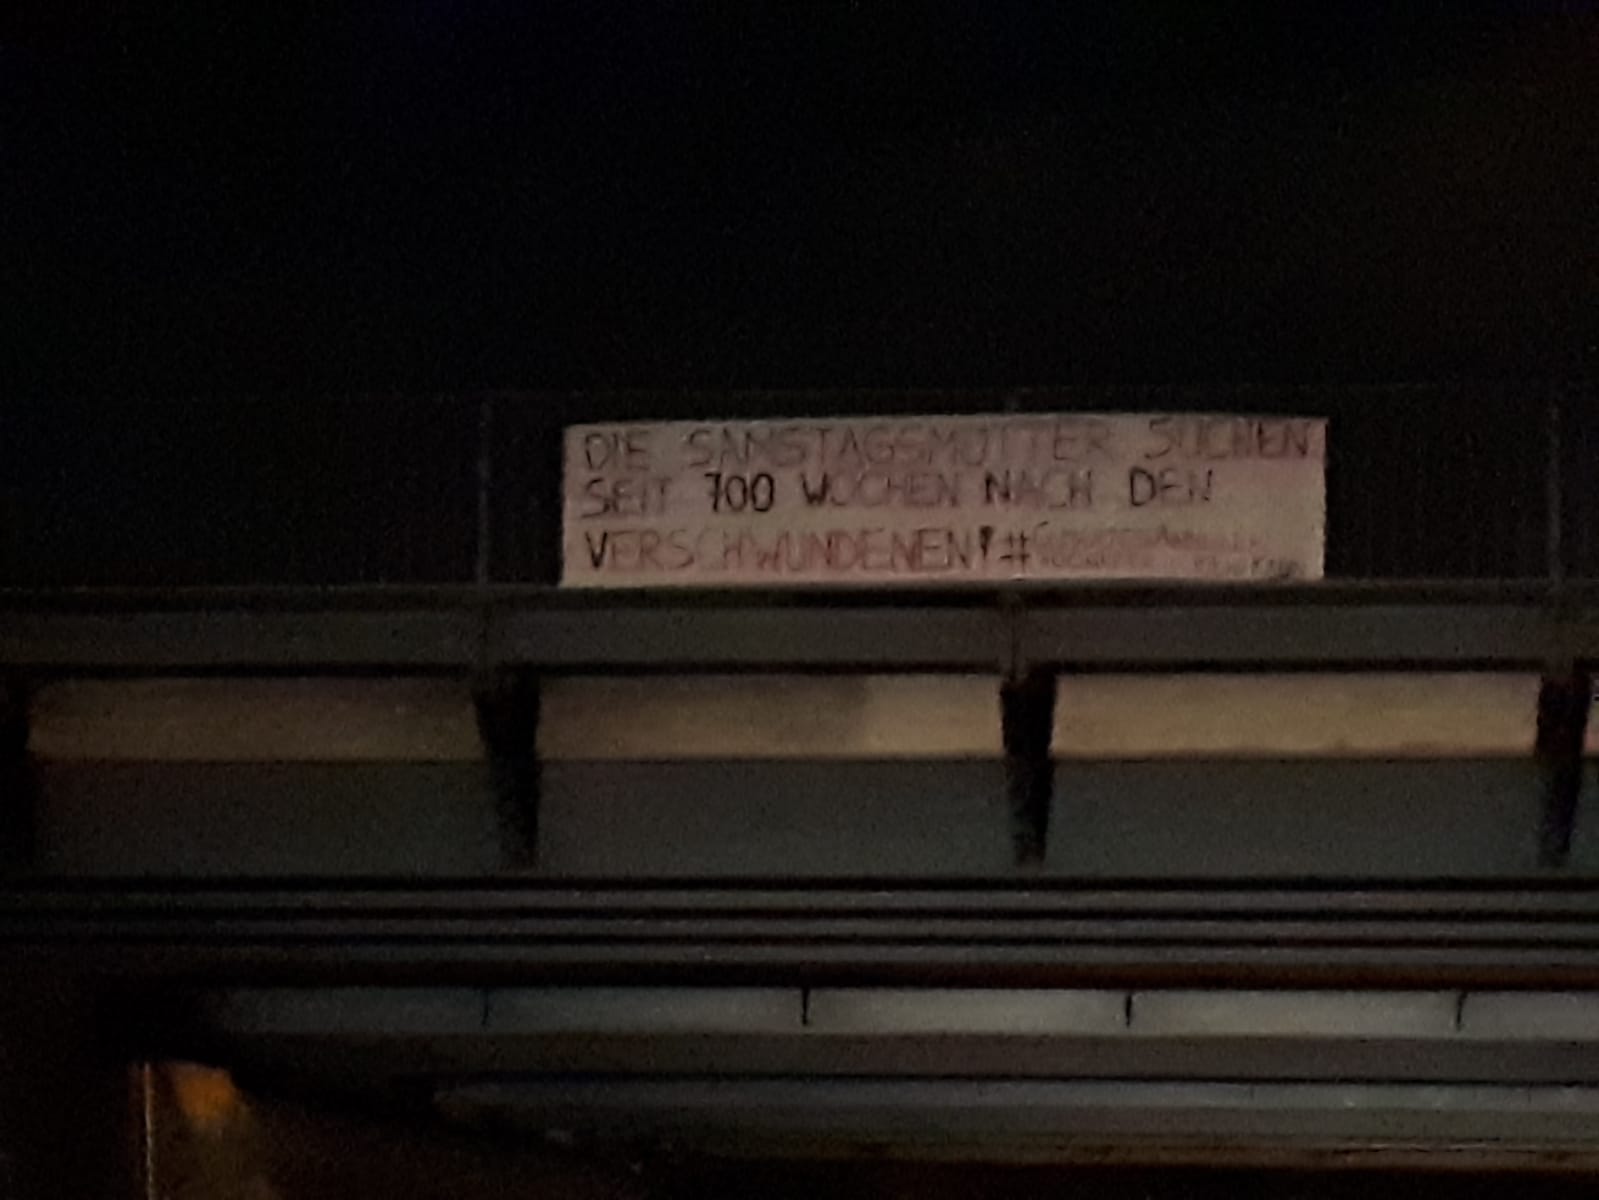 DIE SAMSTAGSMÜTTER SUCHEN
SEIT 700 WOCHEN NACH DEN
VERSCHWUNDENEN! #